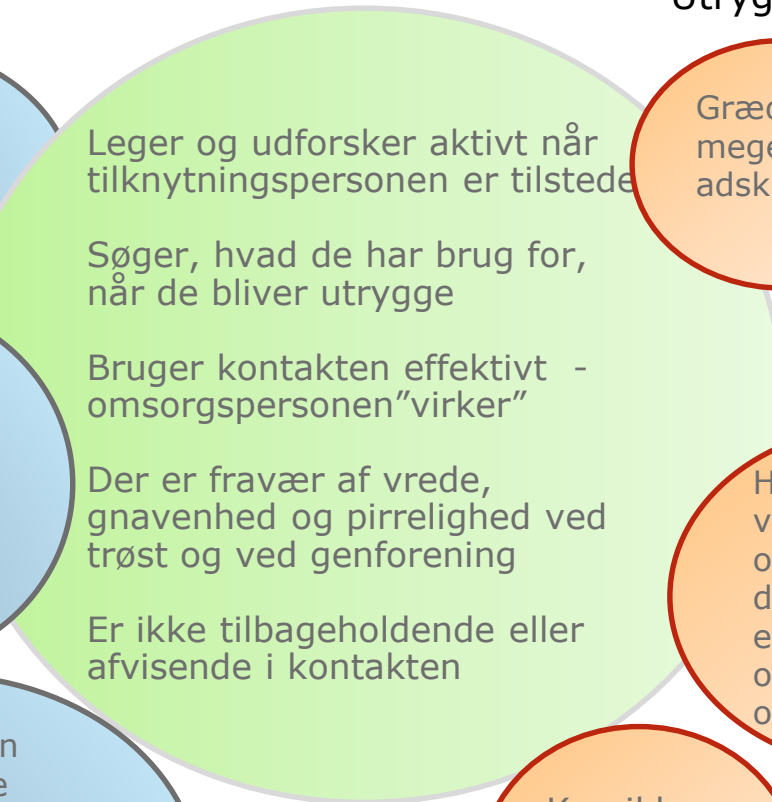 Leger og udforsker aktivt når
tilknytningspersonen er tilstede
Søger, hvad de har brug for,
når de bliver utrygge
Bruger kontakten effektivt -
omsorgspersonen”virker”
Der er fravær af vrede,
gnavenhed og pirrelighed ved
trøst og ved genforening
Er ikke tilbageholdende eller
afvisende i kontakten